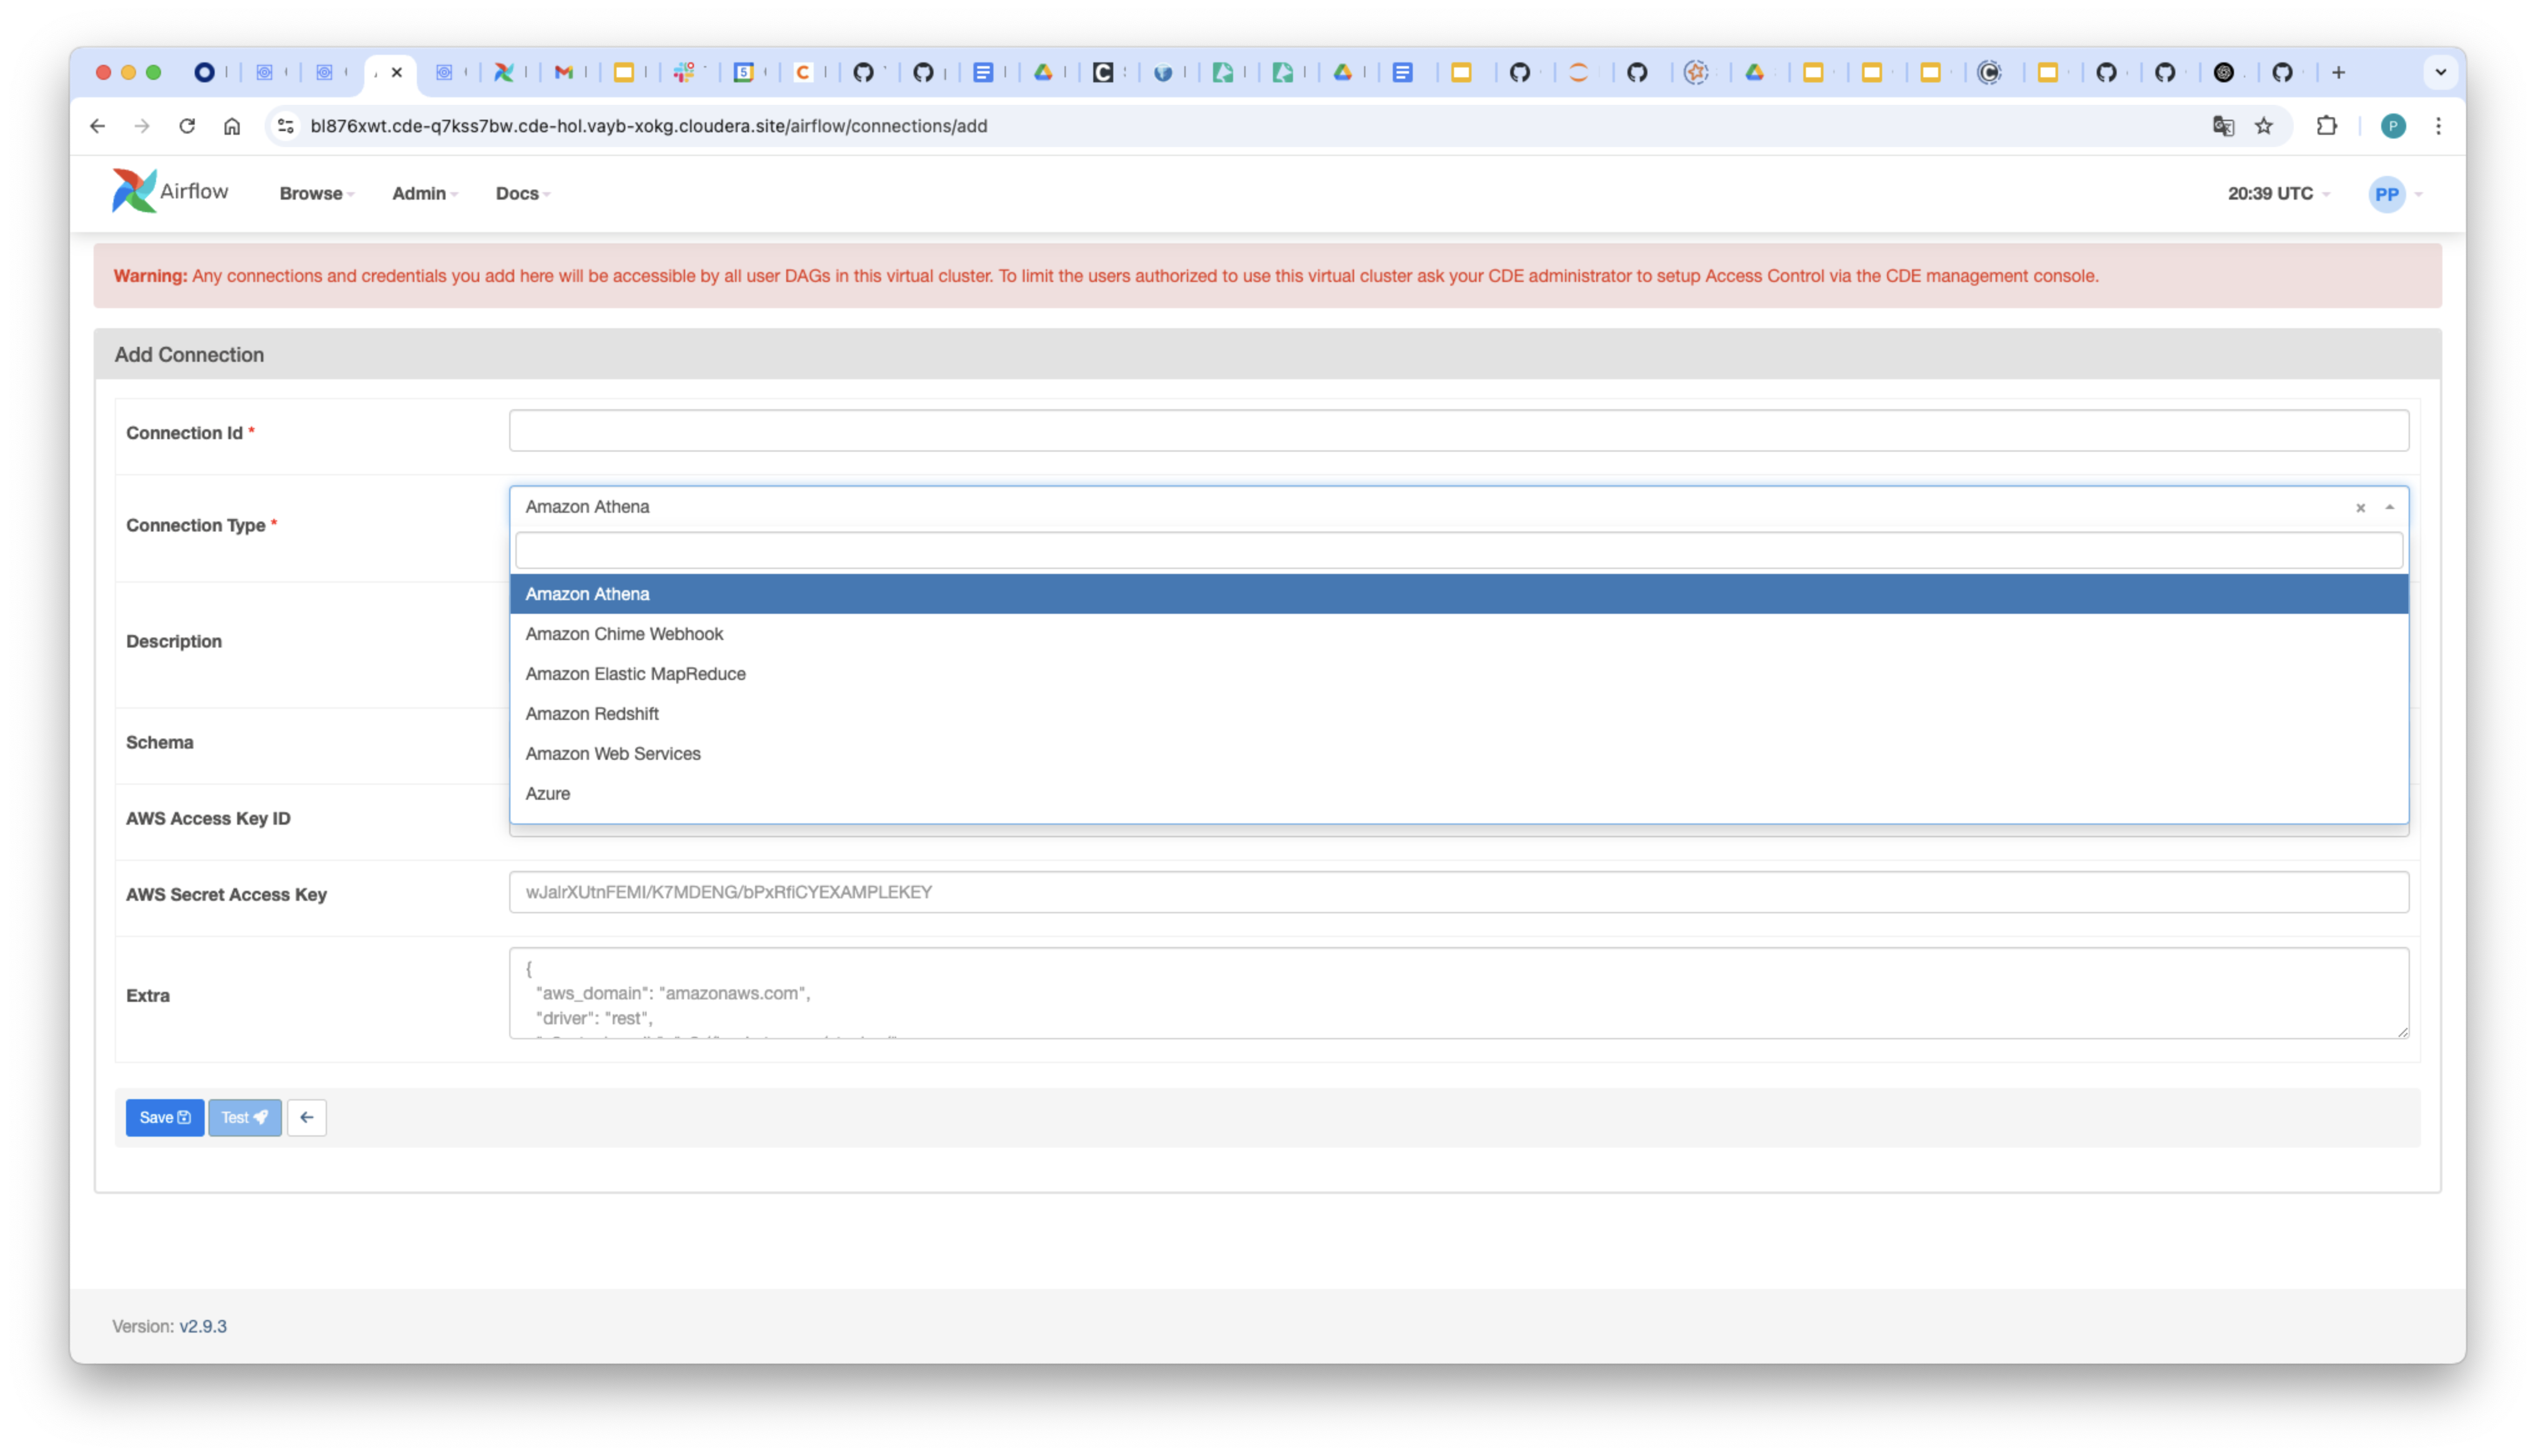 bl876xwt.cde-q7kss7bw.cde-hol.vayb-xokg.cloudera.site/airflow/connections/add
P
Airflow Browse Admin Docs 20:39 UTC PP
Warning: Any connections and credentials you add here will be accessible by all user DAGs in this virtual cluster. To limit the users authorized to use this virtual cluster ask your CDE administrator to setup Access Control via the CDE management console.
Add Connection
Connection Id *
Connection Type *
Amazon Athena
Amazon Athena
Amazon Chime Webhook
Amazon Elastic MapReduce
Amazon Redshift
Amazon Web Services
Azure
Description
Schema
AWS Access Key ID
AWS Secret Access Key
wJalrXUtnFEMI/K7MDENG/bPxRfiCYEXAMPLEKEY
Extra
{
"aws_domain": "amazonaws.com",
"driver": "rest",
Save Test
Version: v2.9.3